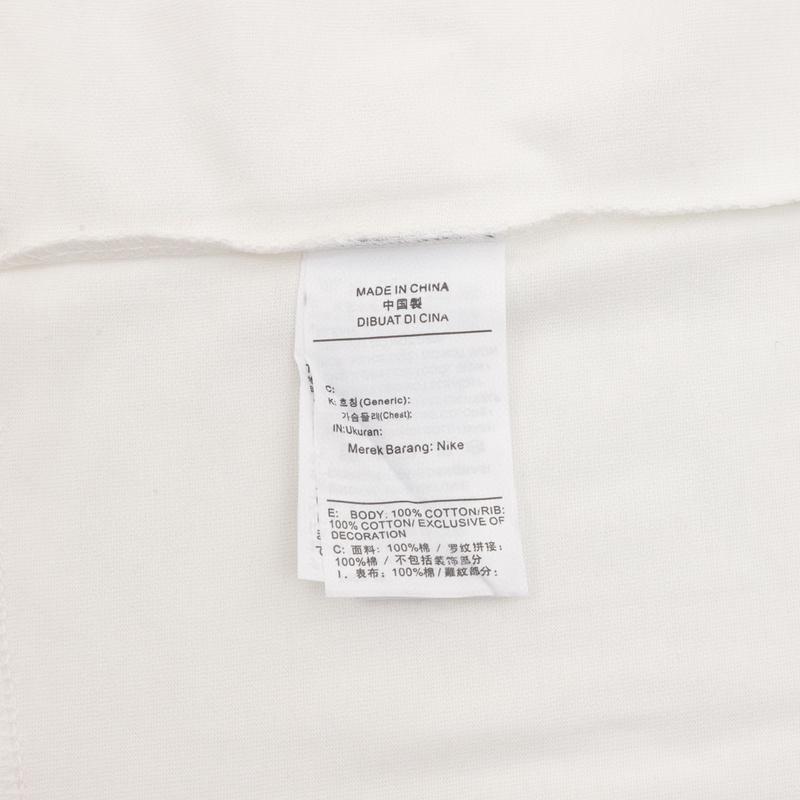 MADE IN CHINA
中国製
DIBUAT DI CINA
C:
K: 흐칭(Generic):
가슴둘레(Chest):
IN:Ukuran:
Merek Barang: Nike
E: BODY: 100% COTTON/RIB:
100% COTTON/ EXCLUSIVE OF
DECORATION
C: 面料: 100%棉 / 罗纹拼接:
100%棉 / 不包括装饰部分
表布: 100%棉 / 羅紋部分: